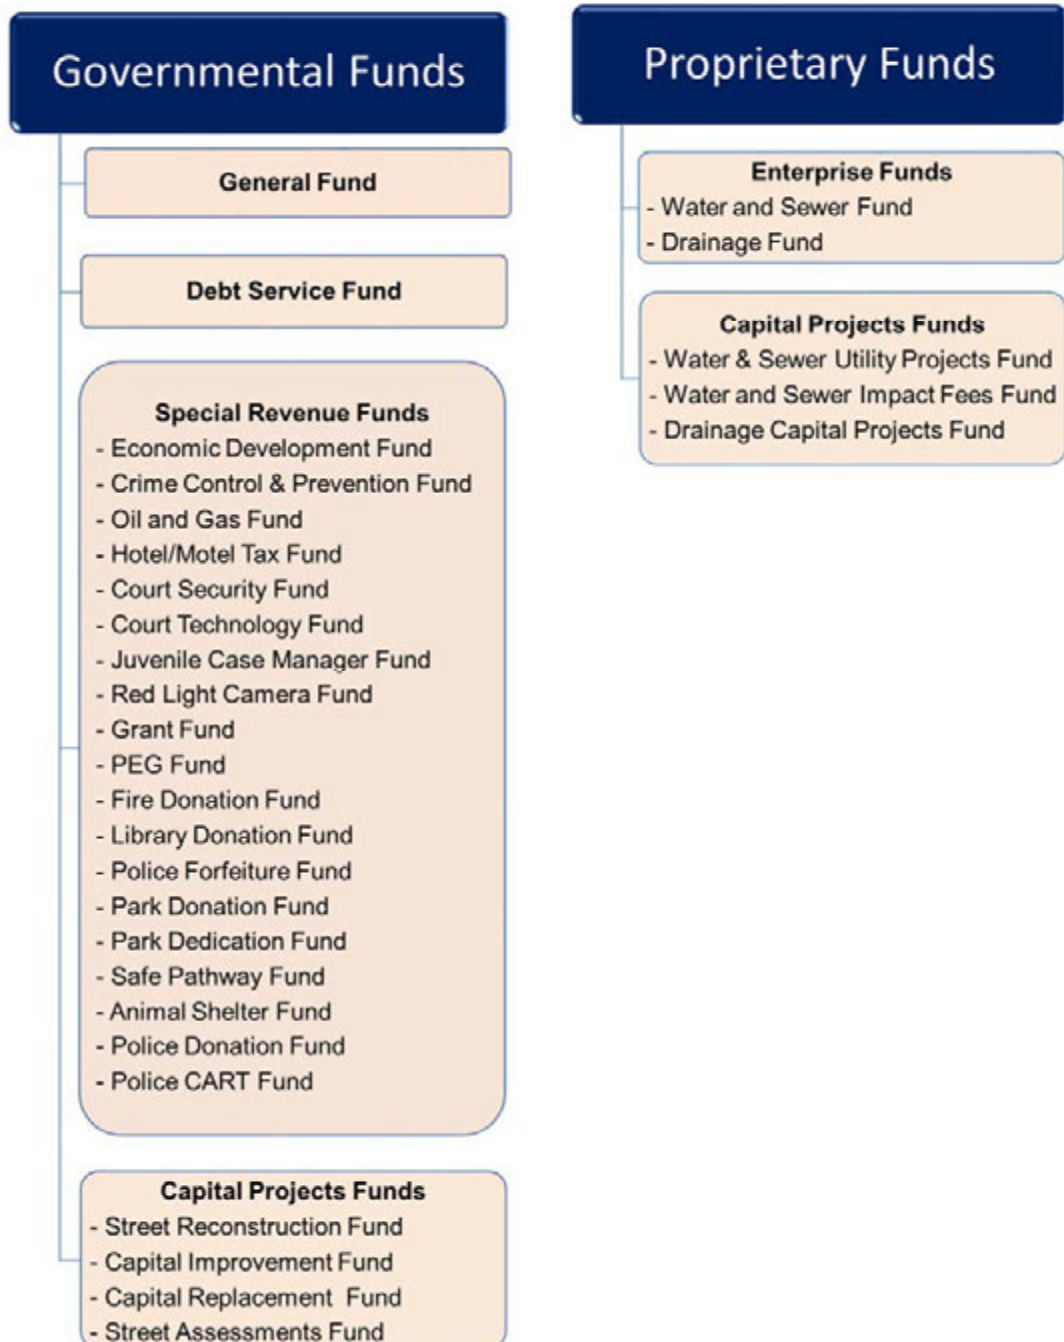 Governmental Funds
General Fund
Debt Service Fund
Special Revenue Funds
- Economic Development Fund
- Crime Control & Prevention Fund
- Oil and Gas Fund
- Hotel/Motel Tax Fund
- Court Security Fund
- Court Technology Fund
- Juvenile Case Manager Fund
- Red Light Camera Fund
- Grant Fund
- PEG Fund
- Fire Donation Fund
- Library Donation Fund
- Police Forfeiture Fund
- Park Donation Fund
- Park Dedication Fund
- Safe Pathway Fund
- Animal Shelter Fund
- Police Donation Fund
- Police CART Fund
Capital Projects Funds
- Street Reconstruction Fund
- Capital Improvement Fund
- Capital Replacement Fund
- Street Assessments Fund
Proprietary Funds
Enterprise Funds
- Water and Sewer Fund
- Drainage Fund
Capital Projects Funds
- Water & Sewer Utility Projects Fund
- Water and Sewer Impact Fees Fund
- Drainage Capital Projects Fund